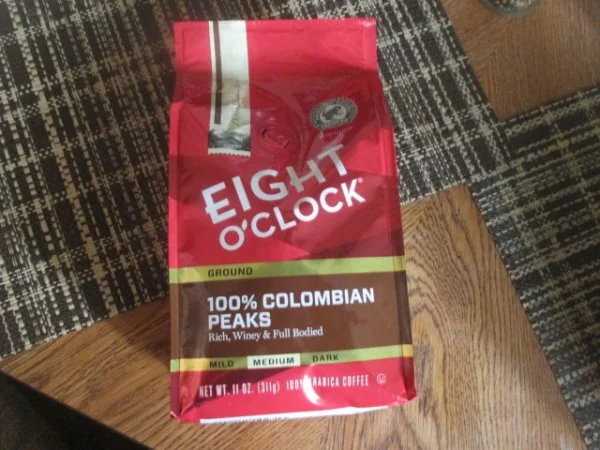 EIGHT
O'CLOCK®
GROUND
100% COLOMBIAN
PEAKS
Rich, Winey & Full Bodied
MILD MEDIUM DARK
NET WT. 11 OZ. (311g) 100% ARABICA COFFEE Ⓤ